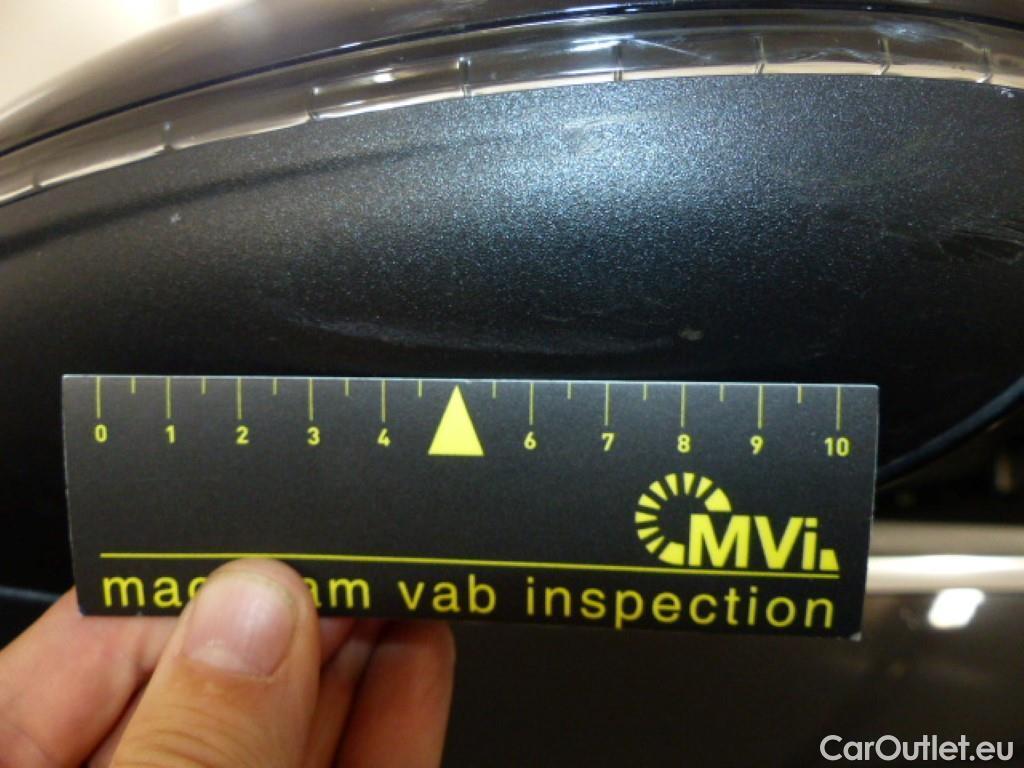 0 1 2 3 4 6 7 8 9 10
MVi
vab inspection
CarOutlet.eu